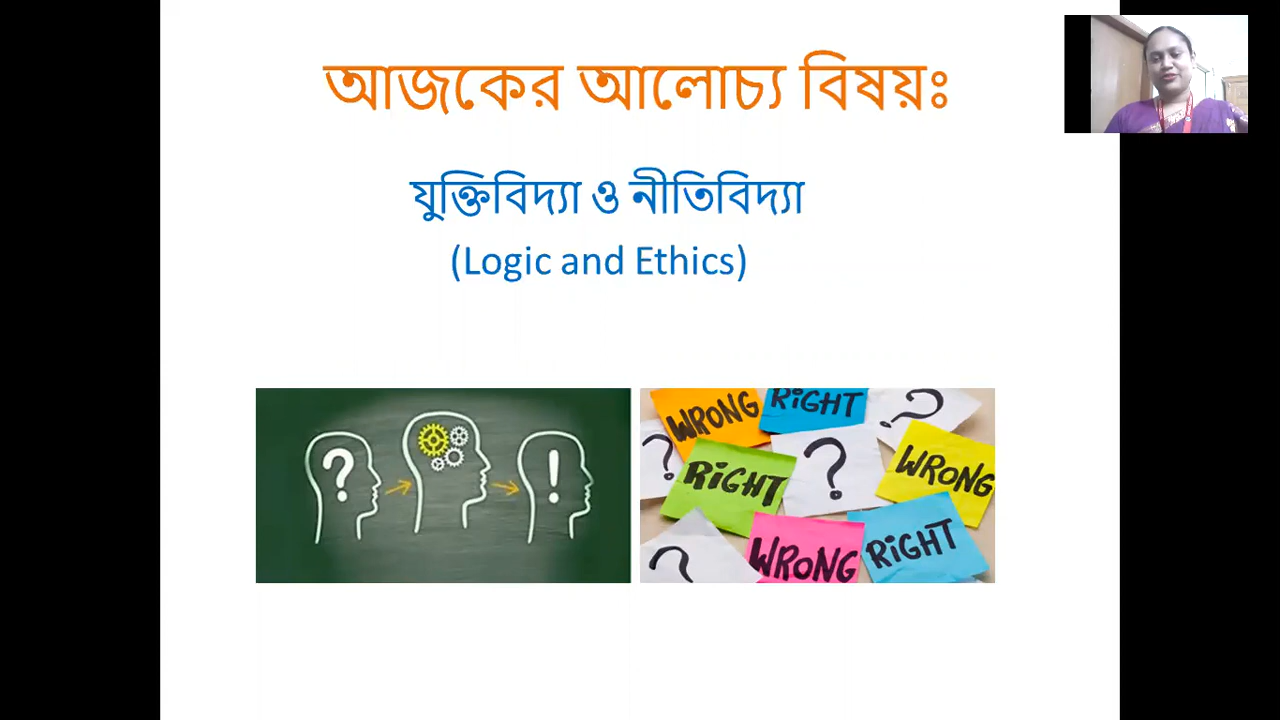 আজকের আলোচ্য বিষয়ঃ
যুক্তিবিদ্যা ও নীতিবিদ্যা
(Logic and Ethics)
? ! 
WRONG RIGHT ?
? RIGHT ? WRONG
? WRONG RIGHT